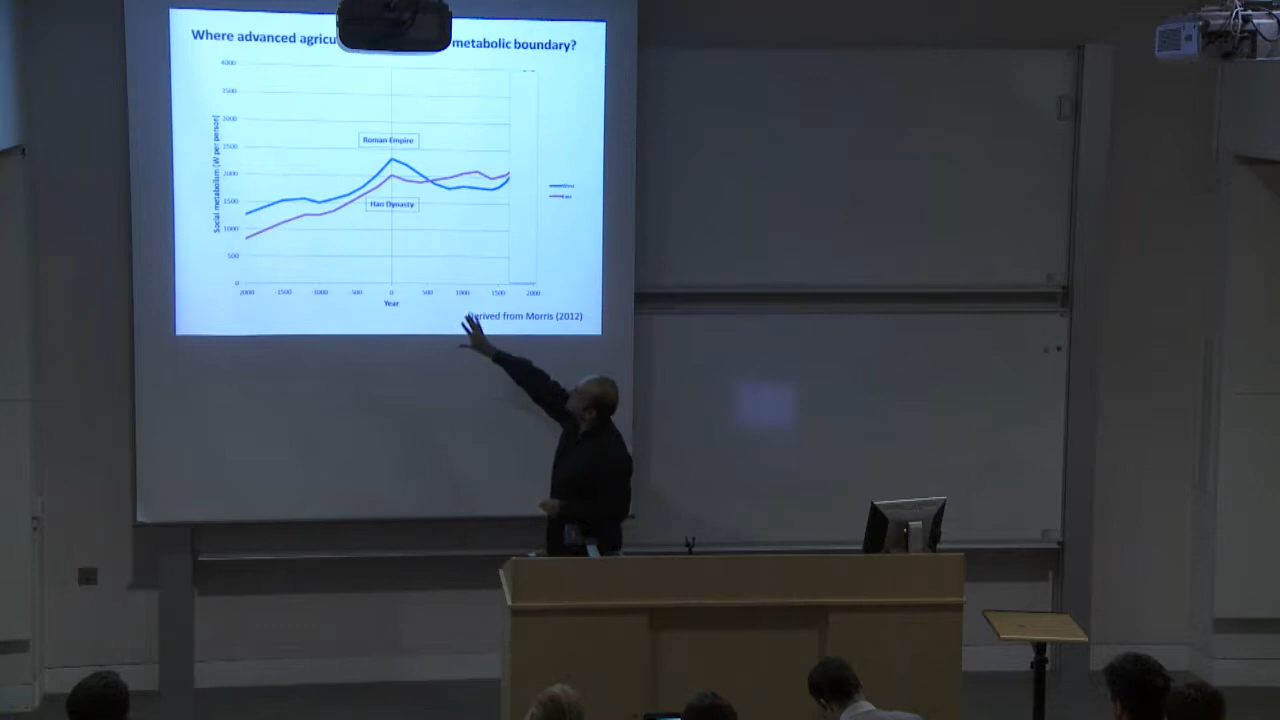 Where advanced agricu metabolic boundary?
4000
3500
3000
2500
2000
1500
1000
500
0
Social metabolism (W per person)
Roman Empire
Han Dynasty
West
East
2000 -1500 -1000 -500 0 500 1000 1500 2000
Year
Derived from Morris (2012)